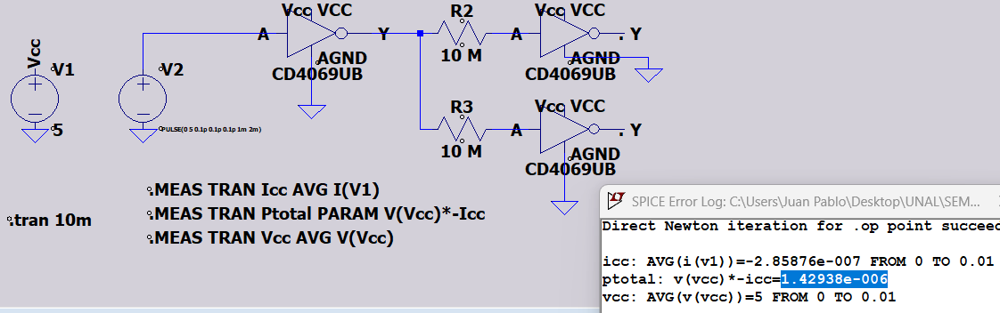 Vcc VCC
R2
Vcc VCC
Vcc
V1
V2
A
Y
A
. Y
10 M
AGND
CD4069UB
AGND
CD4069UB
5
PULSE(0 5 0.1p 0.1p 0.1p 1m 2m)
R3
Vcc VCC
A
. Y
10 M
AGND
CD4069UB
.MEAS TRAN Icc AVG I(V1)
.MEAS TRAN Ptotal PARAM V(Vcc)*-Icc
.MEAS TRAN Vcc AVG V(Vcc)
.tran 10m
SPICE Error Log: C:\Users\Juan Pablo\Desktop\UNAL\SEM...
Direct Newton iteration for .op point succeed
icc: AVG(i(v1))=-2.85876e-007 FROM 0 TO 0.01
ptotal: v(vcc)*-icc=1.42938e-006
vcc: AVG(v(vcc))=5 FROM 0 TO 0.01